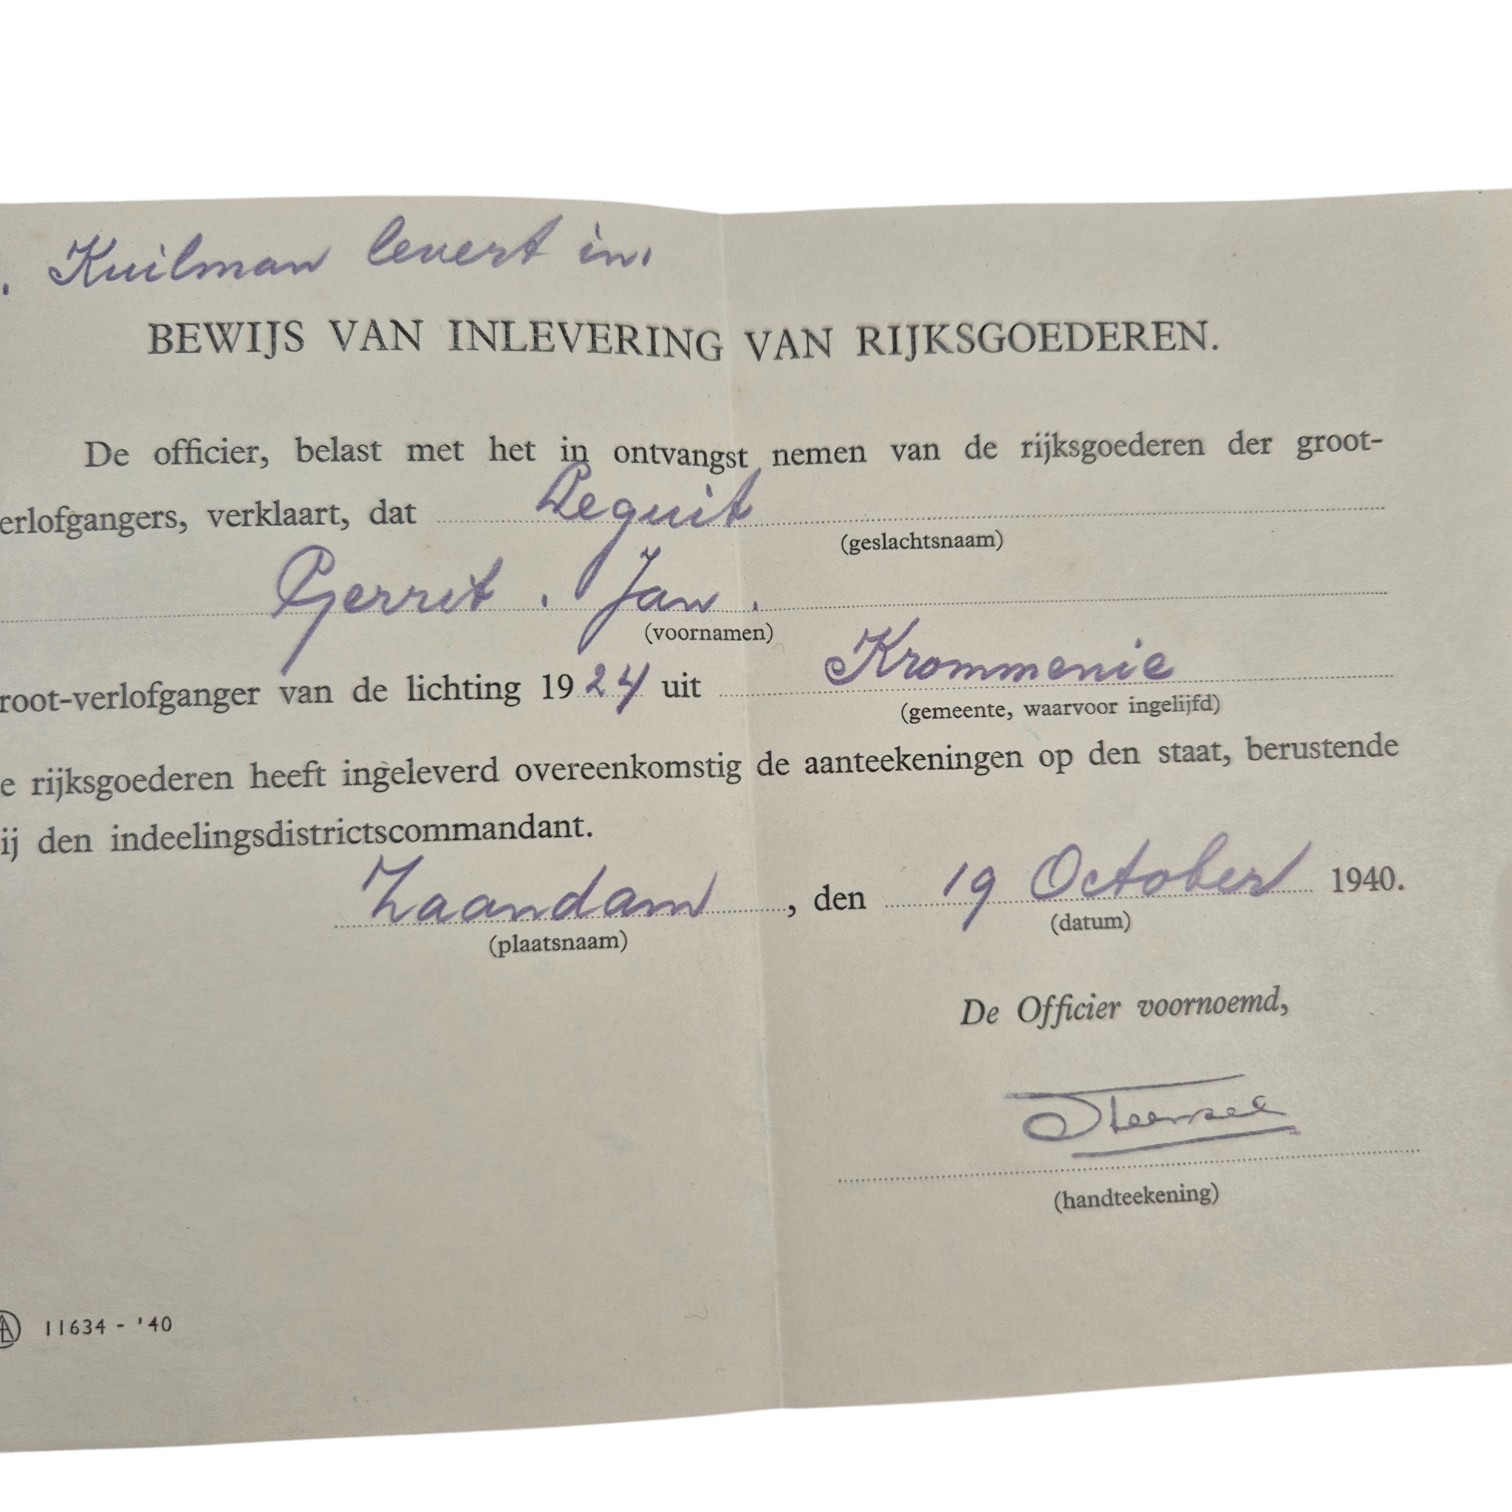 . Kuilman levert in.
BEWIJS VAN INLEVERING VAN RIJKSGOEDEREN.
De officier, belast met het in ontvangst nemen van de rijksgoederen der groot-
erlofgangers, verklaart, dat Pequit
(geslachtsnaam)
Gerrit. Jan.
(voornamen)
root-verlofganger van de lichting 1924 uit Krommenie
(gemeente, waarvoor ingelijfd)
e rijksgoederen heeft ingeleverd overeenkomstig de aanteekeningen op den staat, berustende
ij den indeelingsdistrictscommandant.
Zaandam, den 19 October 1940.
(plaatsnaam) (datum)
De Officier voornoemd,
(handteekening)
11634 - '40